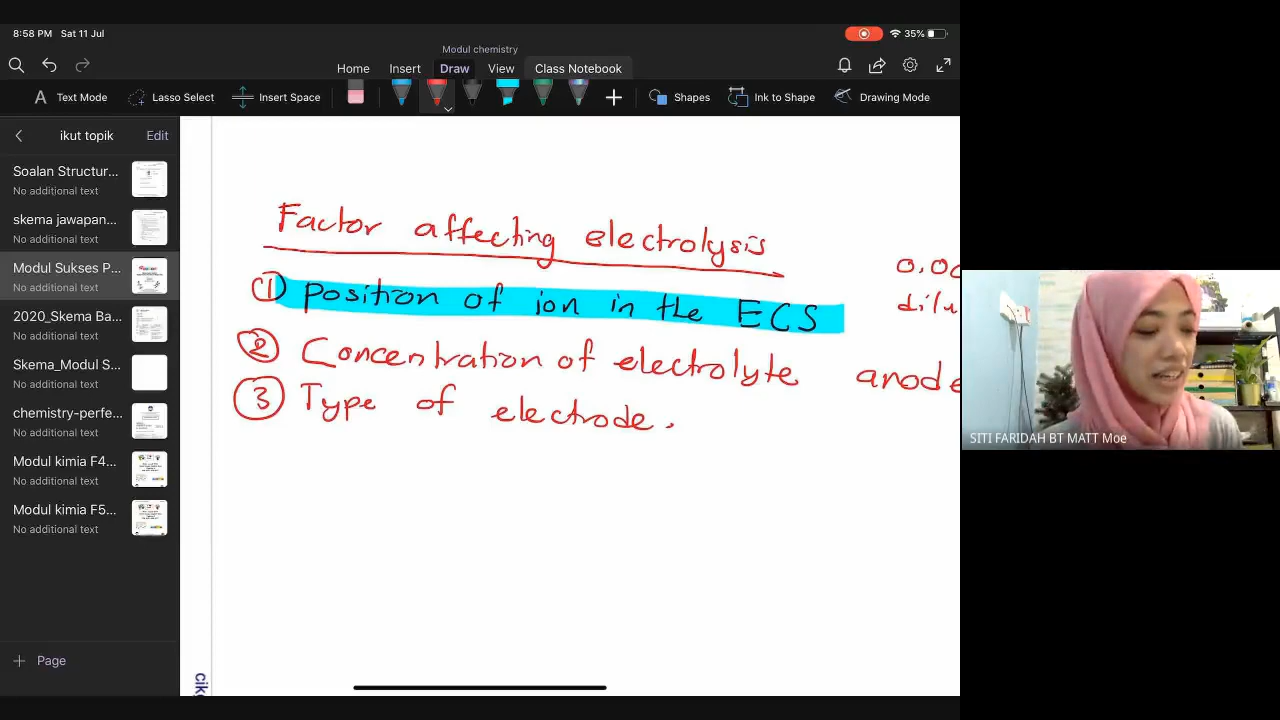 8:58 PM Sat 11 Jul
35%
Modul chemistry
Home Insert Draw View Class Notebook
Text Mode Lasso Select Insert Space Shapes Ink to Shape Drawing Mode
ikut topik Edit
Soalan Structur...
No additional text
skema jawapan...
No additional text
Modul Sukses P...
No additional text
2020_Skema Ba...
No additional text
Skema_Modul S...
No additional text
chemistry-perfe...
No additional text
Modul kimia F4...
No additional text
Modul kimia F5...
No additional text
Page
Factor affecting electrolysis
① position of ion in the ECS
② Concentration of electrolyte
③ Type of electrode.
0.00
dilu
anode
cik
SITI FARIDAH BT MATT Moe